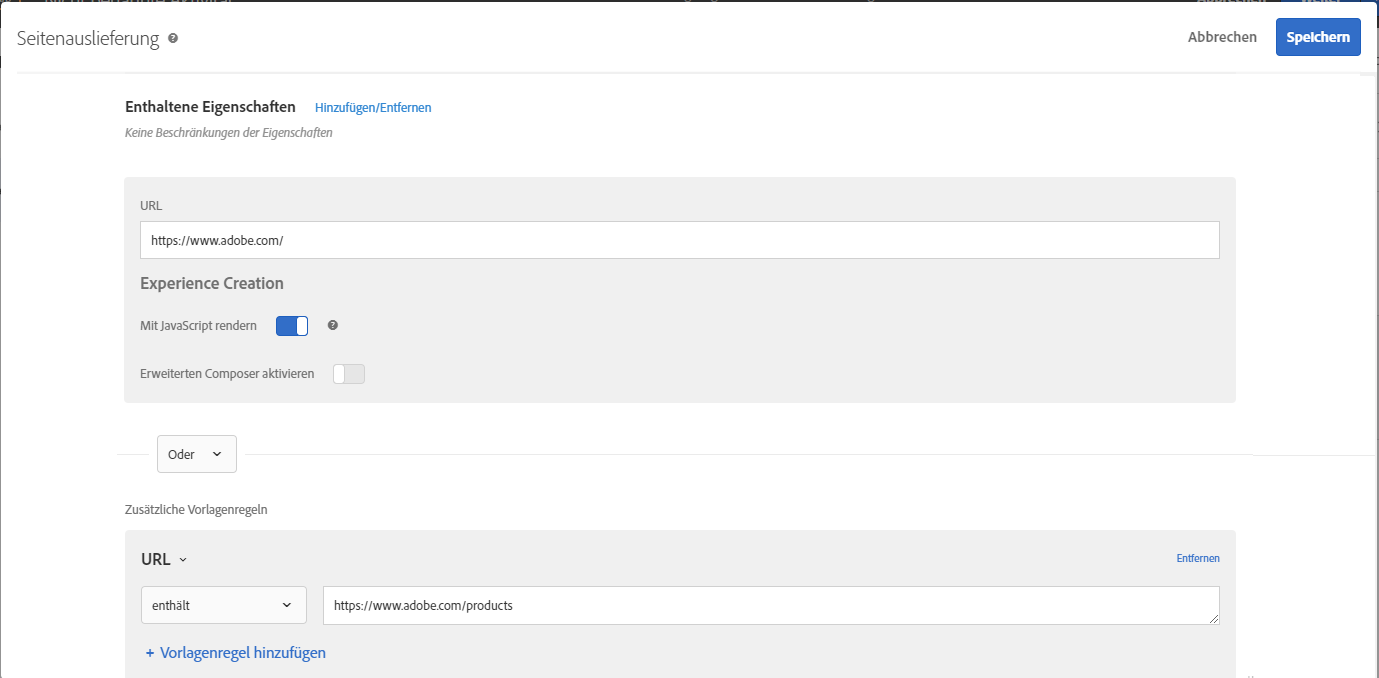 Seitenauslieferung
Abbrechen
Speichern
Enthaltene Eigenschaften Hinzufügen/Entfernen
Keine Beschränkungen der Eigenschaften
URL
https://www.adobe.com/
Experience Creation
Mit JavaScript rendern
Erweiterten Composer aktivieren
Oder
Zusätzliche Vorlagenregeln
URL
Entfernen
enthält
https://www.adobe.com/products
+ Vorlagenregel hinzufügen